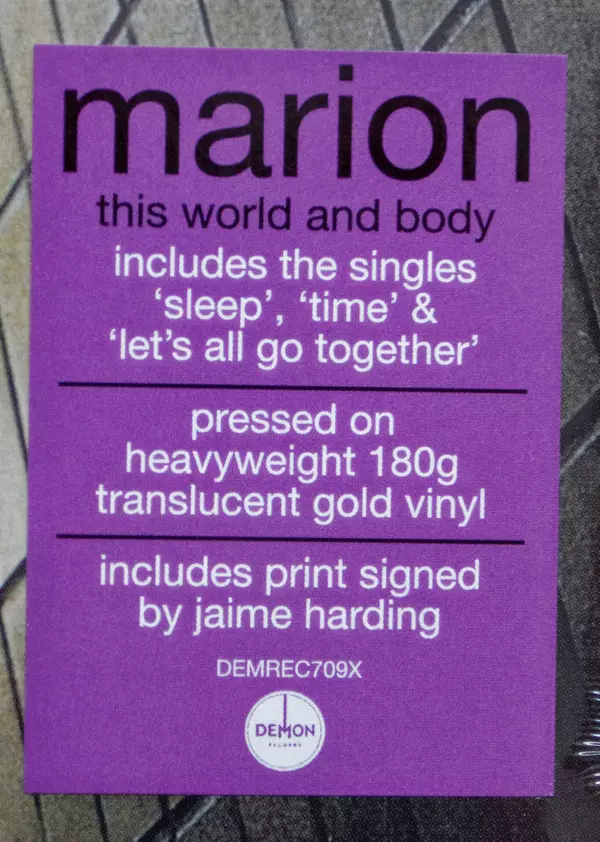 marion
this world and body
includes the singles
‘sleep’, ‘time’ &
‘let’s all go together’
pressed on
heavyweight 180g
translucent gold vinyl
includes print signed
by jaime harding
DEMREC709X
DEMON
RECORDS